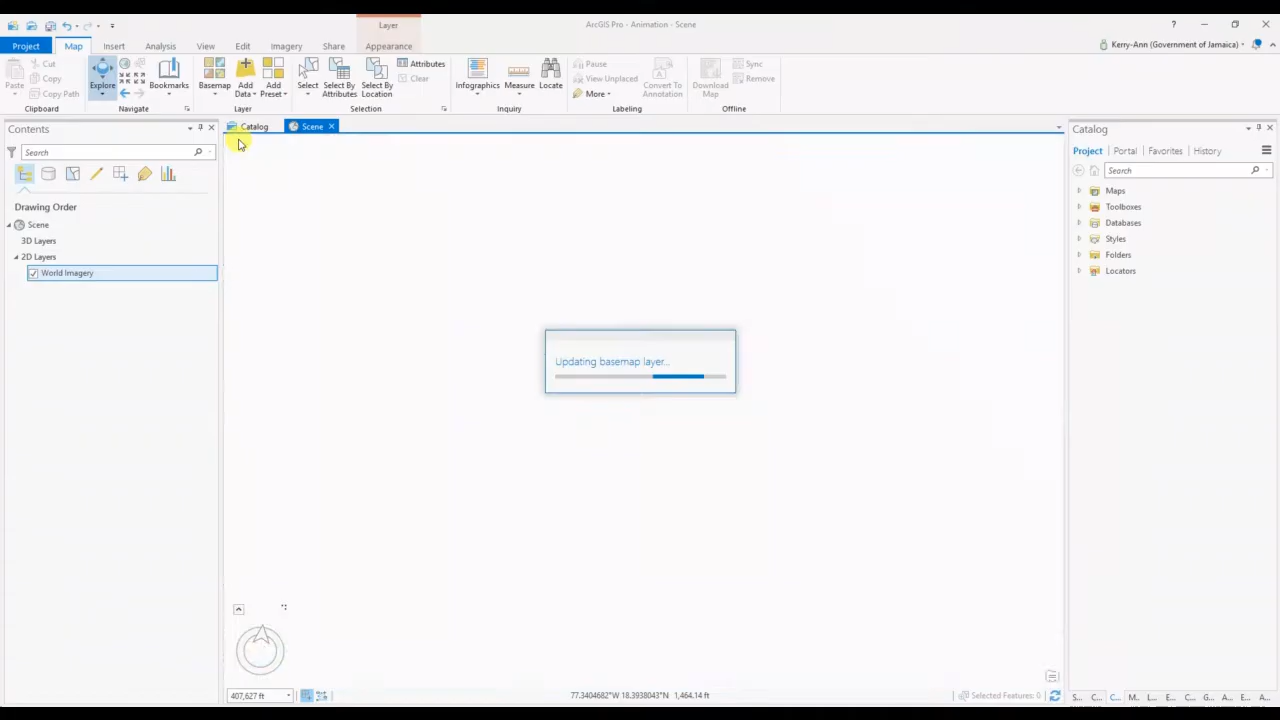 Layer
ArcGIS Pro - Animation - Scene
?
Project
Map
Insert
Analysis
View
Edit
Imagery
Share
Appearance
Kerry-Ann (Government of Jamaica)
Paste
Cut
Copy
Copy Path
Clipboard
Explore
Bookmarks
Navigate
Basemap
Add Data
Add Preset
Layer
Select
Select By Attributes
Select By Location
Attributes
Clear
Selection
Infographics
Measure
Locate
Inquiry
Pause
View Unplaced
More
Convert To Annotation
Labeling
Download Map
Sync
Remove
Offline
Contents
Search
Drawing Order
Scene
3D Layers
2D Layers
World Imagery
Catalog
Scene
Updating basemap layer...
407,627 ft
77.3404682°W 18.3938043°N
1,464.14 ft
Selected Features: 0
Catalog
Project
Portal
Favorites
History
Search
Maps
Toolboxes
Databases
Styles
Folders
Locators
S... C... C... M... L... E... C... G... A... E... A...